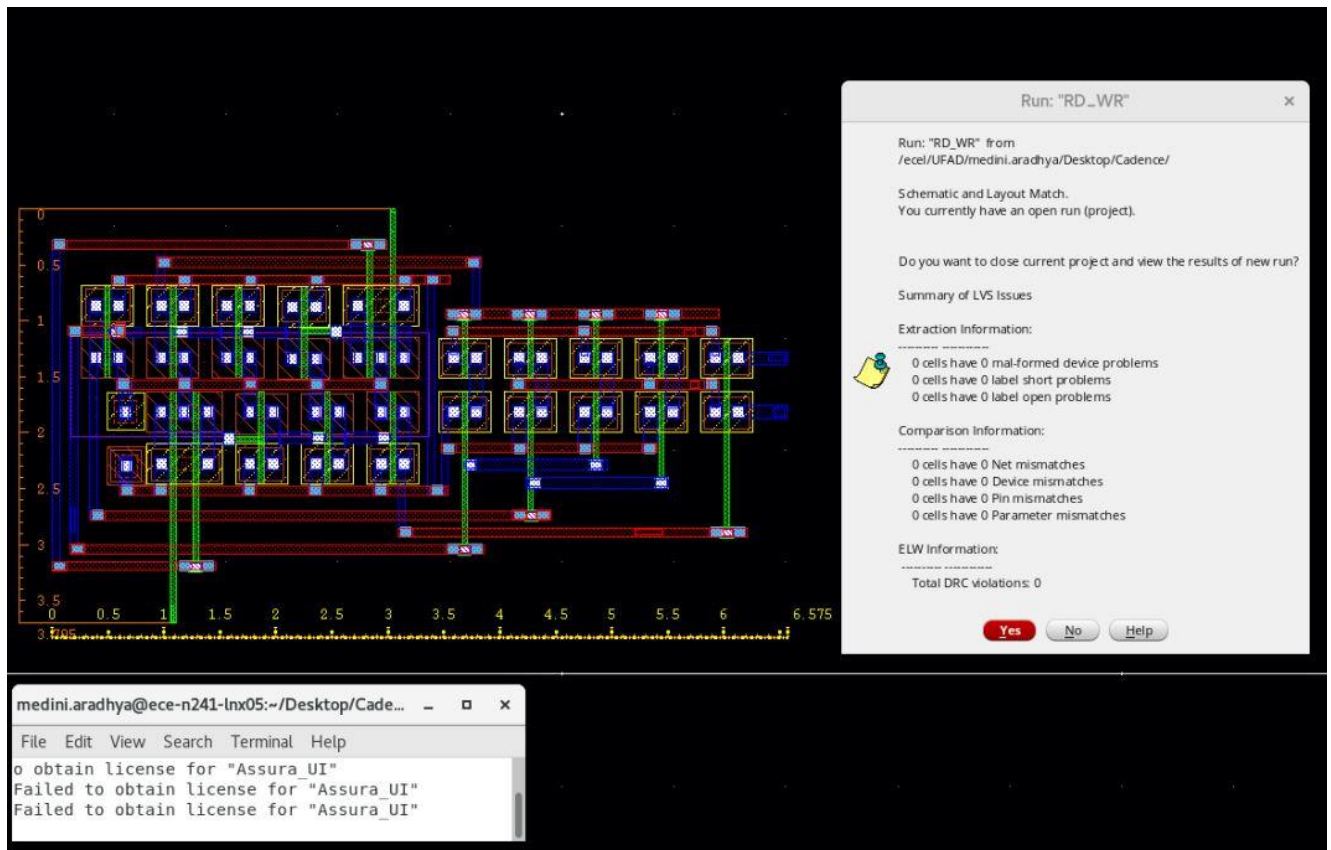 Run: "RD_WR"
×
Run: "RD_WR" from
/ecel/UFAD/medini.aradhya/Desktop/Cadence/
Schematic and Layout Match.
You currently have an open run (project).
Do you want to close current project and view the results of new run?
Summary of LVS Issues
Extraction Information:
---------- ------------
0 cells have 0 mal-formed device problems
0 cells have 0 label short problems
0 cells have 0 label open problems
Comparison Information:
---------- ------------
0 cells have 0 Net mismatches
0 cells have 0 Device mismatches
0 cells have 0 Pin mismatches
0 cells have 0 Parameter mismatches
ELW Information:
---------- ------------
Total DRC violations: 0
Yes No Help
0
0.5
1
1.5
2
2.5
3
3.5
3.705
0 0.5 1 1.5 2 2.5 3 3.5 4 4.5 5 5.5 6 6.575
medini.aradhya@ece-n241-lnx05:~/Desktop/Cade...
File Edit View Search Terminal Help
o obtain license for "Assura_UI"
Failed to obtain license for "Assura_UI"
Failed to obtain license for "Assura_UI"